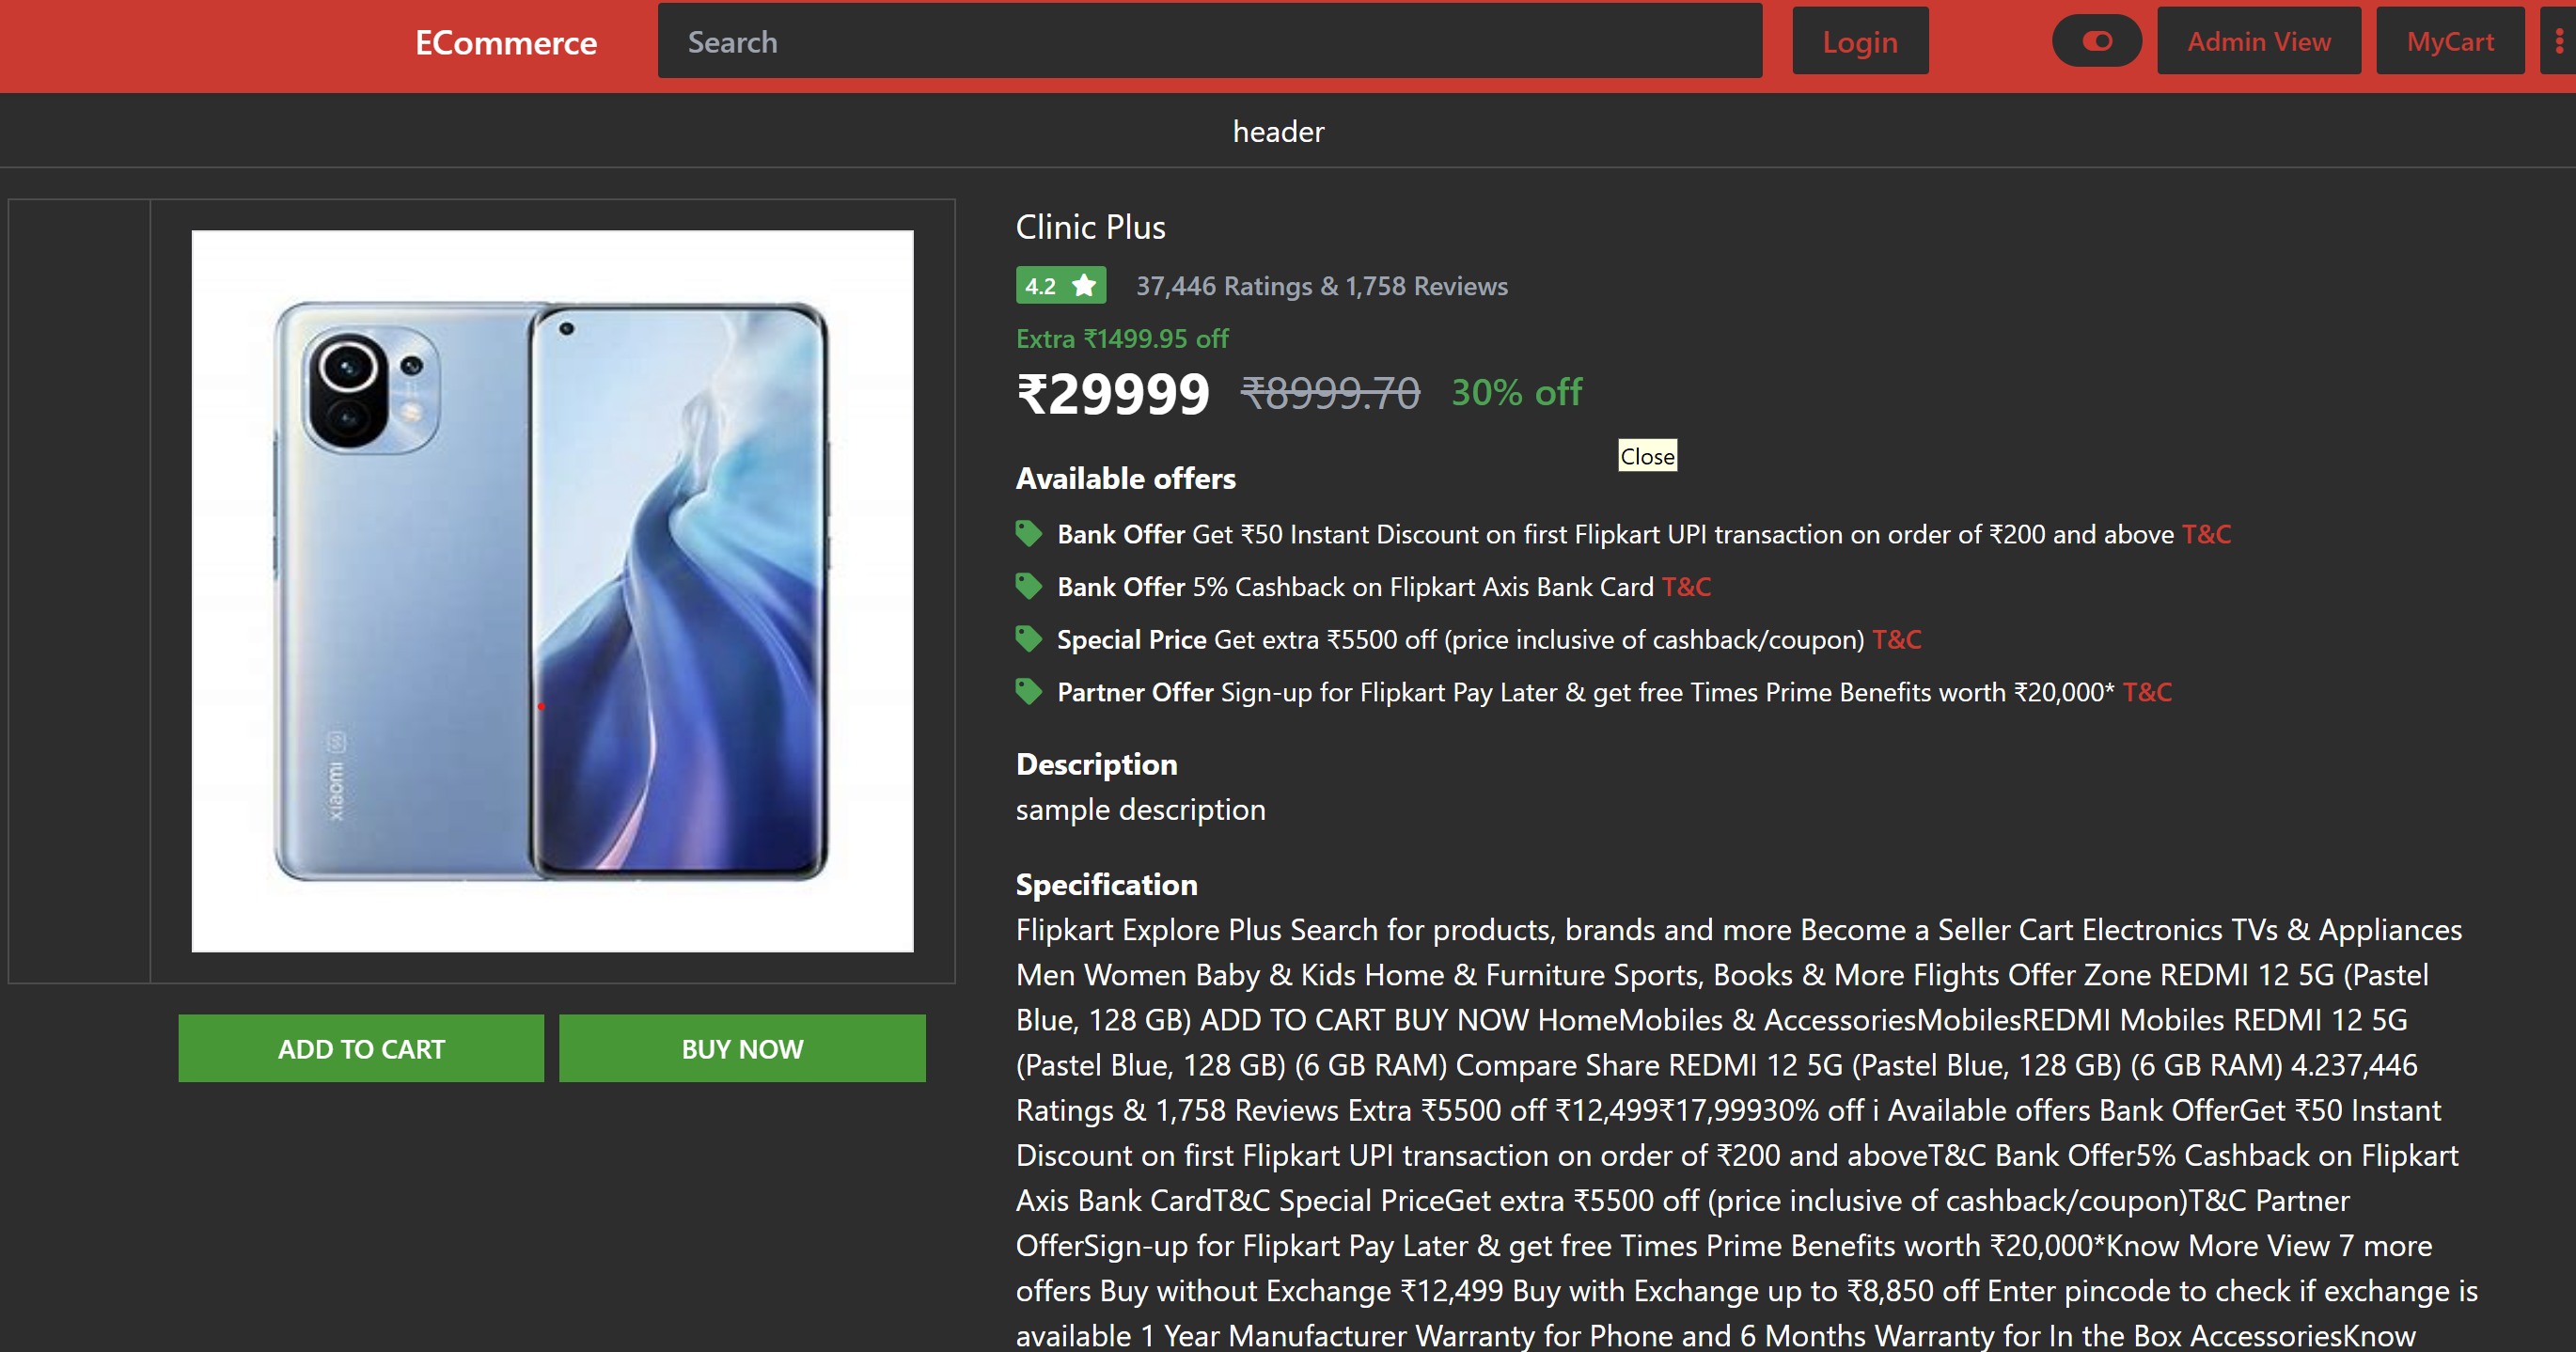 ECommerce
Search
Login
Admin View
MyCart
header
xiaomi 5G
ADD TO CART
BUY NOW
Clinic Plus
4.2
37,446 Ratings & 1,758 Reviews
Extra ₹1499.95 off
₹29999 ₹8999.70 30% off
Close
Available offers
Bank Offer Get ₹50 Instant Discount on first Flipkart UPI transaction on order of ₹200 and above T&C
Bank Offer 5% Cashback on Flipkart Axis Bank Card T&C
Special Price Get extra ₹5500 off (price inclusive of cashback/coupon) T&C
Partner Offer Sign-up for Flipkart Pay Later & get free Times Prime Benefits worth ₹20,000* T&C
Description
sample description
Specification
Flipkart Explore Plus Search for products, brands and more Become a Seller Cart Electronics TVs & Appliances
Men Women Baby & Kids Home & Furniture Sports, Books & More Flights Offer Zone REDMI 12 5G (Pastel
Blue, 128 GB) ADD TO CART BUY NOW HomeMobiles & AccessoriesMobilesREDMI Mobiles REDMI 12 5G
(Pastel Blue, 128 GB) (6 GB RAM) Compare Share REDMI 12 5G (Pastel Blue, 128 GB) (6 GB RAM) 4.237,446
Ratings & 1,758 Reviews Extra ₹5500 off ₹12,499₹17,99930% off i Available offers Bank OfferGet ₹50 Instant
Discount on first Flipkart UPI transaction on order of ₹200 and aboveT&C Bank Offer5% Cashback on Flipkart
Axis Bank CardT&C Special PriceGet extra ₹5500 off (price inclusive of cashback/coupon)T&C Partner
OfferSign-up for Flipkart Pay Later & get free Times Prime Benefits worth ₹20,000*Know More View 7 more
offers Buy without Exchange ₹12,499 Buy with Exchange up to ₹8,850 off Enter pincode to check if exchange is
available 1 Year Manufacturer Warranty for Phone and 6 Months Warranty for In the Box AccessoriesKnow